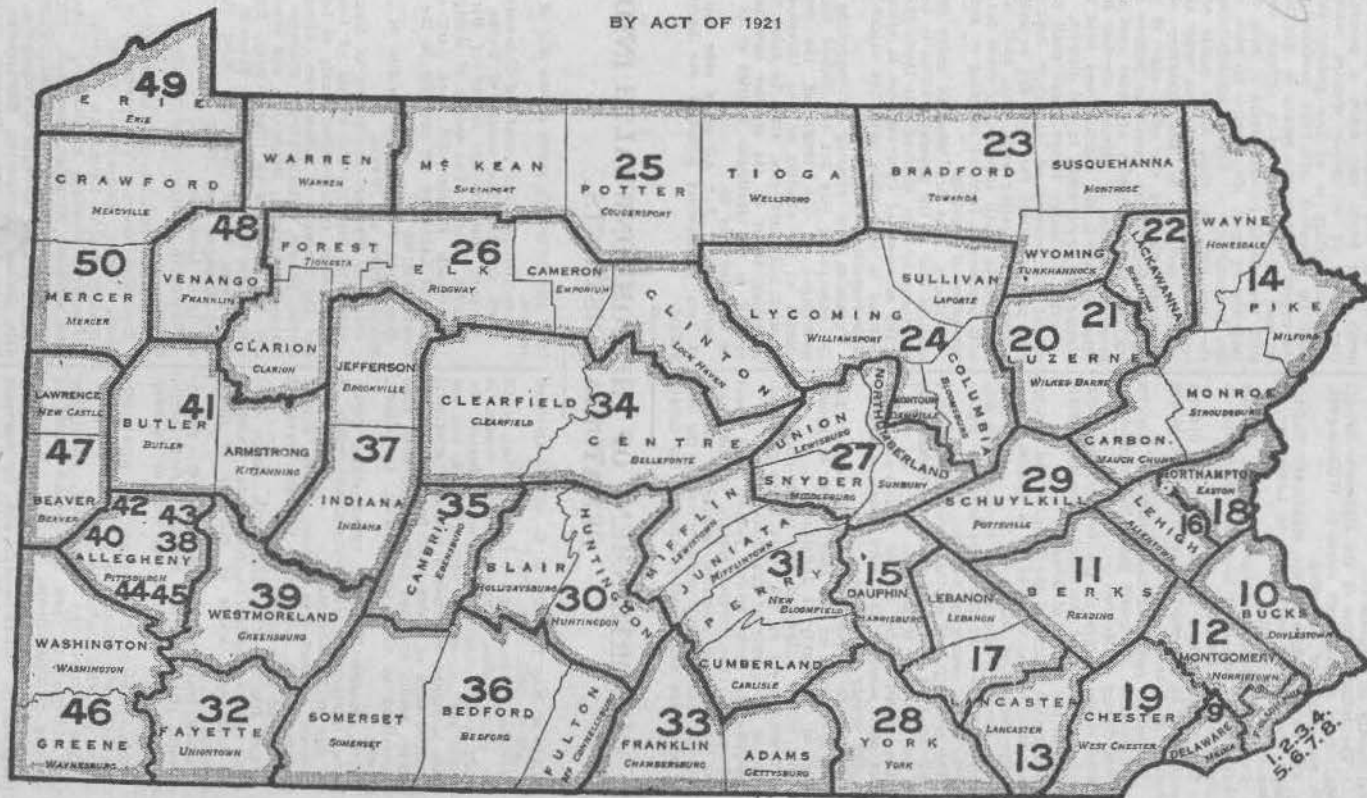 BY ACT OF 1921
49
ERIE
ERIE
CRAWFORD
MEADVILLE
WARREN
WARREN
Mc KEAN
SMETHPORT
25
POTTER
COUDERSPORT
TIOGA
WELLSBORO
23
BRADFORD
TOWANDA
SUSQUEHANNA
MONTROSE
WAYNE
HONESDALE
14
PIKE
MILFORD
50
MERCER
MERCER
48
VENANGO
FRANKLIN
FOREST
TIONESTA
26
ELK
RIDGWAY
CAMERON
EMPORIUM
CLINTON
LOCK HAVEN
LYCOMING
WILLIAMSPORT
24
SULLIVAN
LAPORTE
COLUMBIA
BLOOMSBURG
MONTOUR
DANVILLE
WYOMING
TUNKHANNOCK
22
LACKAWANNA
SCRANTON
20
21
LUZERNE
WILKES BARRE
MONROE
STROUDSBURG
CARBON
MAUCH CHUNK
CLARION
CLARION
JEFFERSON
BROOKVILLE
CLEARFIELD
CLEARFIELD
34
CENTRE
BELLEFONTE
UNION
LEWISBURG
27
SNYDER
MIDDLEBURG
NORTHUMBERLAND
SUNBURY
LAWRENCE
NEW CASTLE
41
BUTLER
BUTLER
ARMSTRONG
KITTANNING
37
INDIANA
INDIANA
47
BEAVER
BEAVER
42
43
40
38
ALLEGHENY
PITTSBURGH
44
45
39
WESTMORELAND
GREENSBURG
35
CAMBRIA
EBENSBURG
BLAIR
HOLLIDAYSBURG
30
HUNTINGDON
HUNTINGDON
MIFFLIN
LEWISTOWN
JUNIATA
MIFFLINTOWN
31
PERRY
NEW BLOOMFIELD
CUMBERLAND
CARLISLE
15
DAUPHIN
HARRISBURG
LEBANON
LEBANON
17
29
SCHUYLKILL
POTTSVILLE
11
BERKS
READING
NORTHAMPTON
EASTON
18
16
LEHIGH
ALLENTOWN
10
BUCKS
DOYLESTOWN
12
MONTGOMERY
NORRISTOWN
WASHINGTON
WASHINGTON
46
GREENE
WAYNESBURG
32
FAYETTE
UNIONTOWN
SOMERSET
SOMERSET
36
BEDFORD
BEDFORD
FULTON
Mc CONNELLSBURG
33
FRANKLIN
CHAMBERSBURG
ADAMS
GETTYSBURG
28
YORK
YORK
LANCASTER
LANCASTER
13
19
CHESTER
WEST CHESTER
9
DELAWARE
MEDIA
PHILADELPHIA
1. 2. 3. 4.
5. 6. 7. 8.